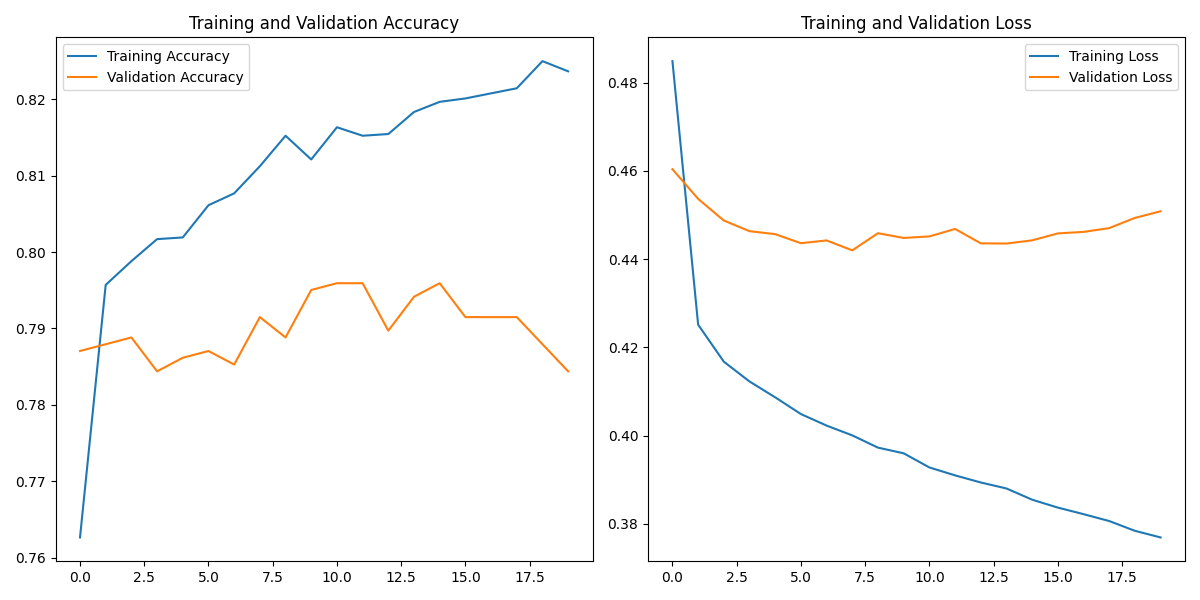 Training and Validation Accuracy
Training Accuracy
Validation Accuracy
0.82
0.81
0.80
0.79
0.78
0.77
0.76
0.0 2.5 5.0 7.5 10.0 12.5 15.0 17.5
Training and Validation Loss
Training Loss
Validation Loss
0.48
0.46
0.44
0.42
0.40
0.38
0.0 2.5 5.0 7.5 10.0 12.5 15.0 17.5